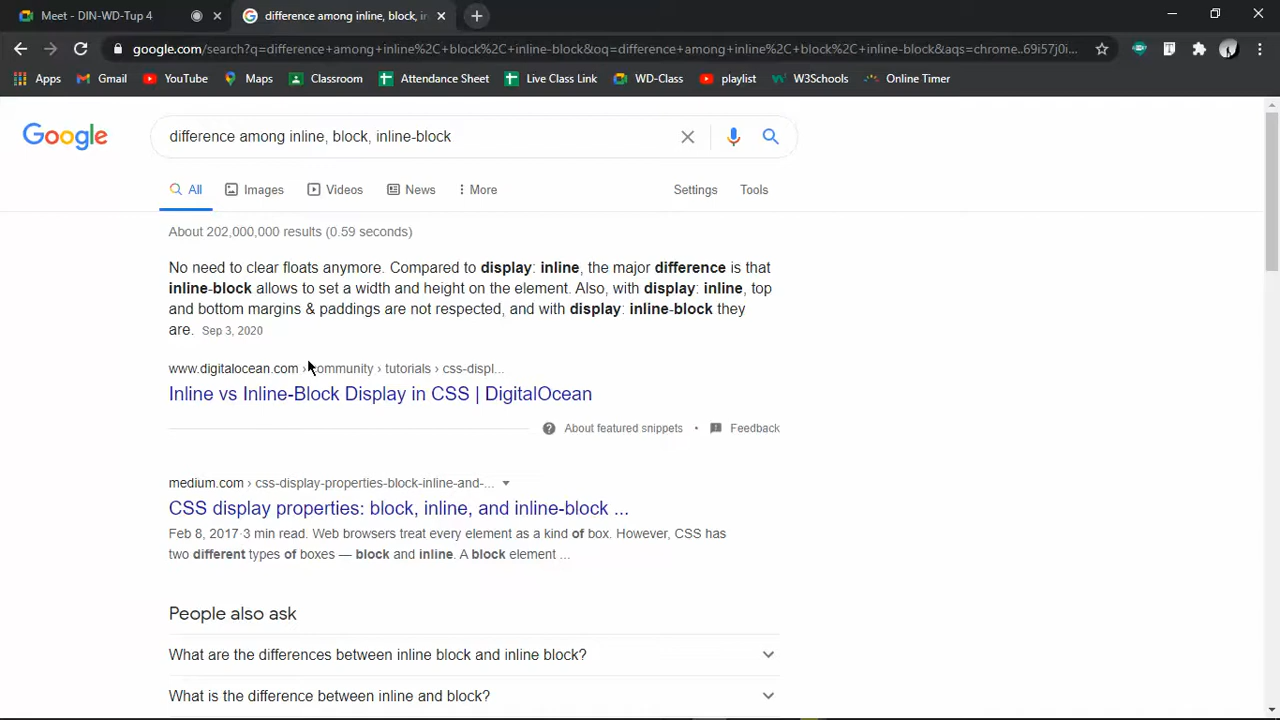 Meet - DIN-WD-Tup 4
difference among inline, block, in
google.com/search?q=difference+among+inline%2C+block%2C+inline-block&oq=difference+among+inline%2C+block%2C+inline-block&aqs=chrome..69i57j0i...
Apps Gmail YouTube Maps Classroom Attendance Sheet Live Class Link WD-Class playlist W3Schools Online Timer
Google
difference among inline, block, inline-block
All Images Videos News More Settings Tools
About 202,000,000 results (0.59 seconds)
No need to clear floats anymore. Compared to display: inline, the major difference is that
inline-block allows to set a width and height on the element. Also, with display: inline, top
and bottom margins & paddings are not respected, and with display: inline-block they
are. Sep 3, 2020
www.digitalocean.com › community › tutorials › css-displ...
Inline vs Inline-Block Display in CSS | DigitalOcean
About featured snippets • Feedback
medium.com › css-display-properties-block-inline-and-...
CSS display properties: block, inline, and inline-block ...
Feb 8, 2017·3 min read. Web browsers treat every element as a kind of box. However, CSS has
two different types of boxes — block and inline. A block element ...
People also ask
What are the differences between inline block and inline block?
What is the difference between inline and block?